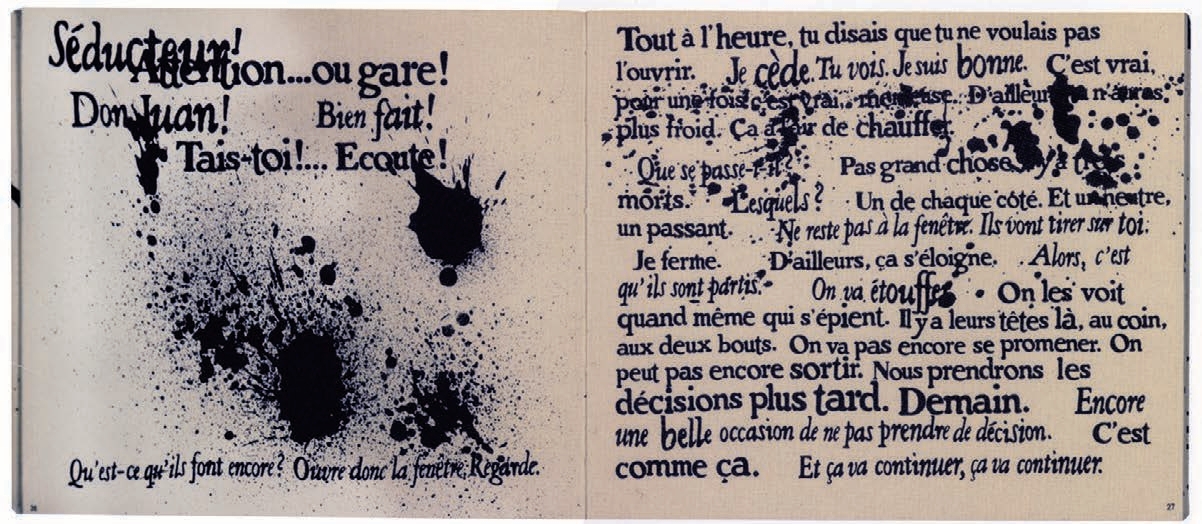 Séducteur!
Attention...ou gare!
Don Juan! Bien fait!
Tais-toi!... Ecoute!
Qu'est-ce qu'ils font encore? Ouvre donc la fenêtre. Regarde.
26
Tout à l'heure, tu disais que tu ne voulais pas
l'ouvrir. Je cède. Tu vois. Je suis bonne. C'est vrai,
pour une fois c'est vrai.. menteuse. D'ailleurs tu n'auras
plus froid. Ça a l'air de chauffer.
Que se passe-t-il? Pas grand chose. Il y a trois
morts. Lesquels? Un de chaque côté. Et un neutre,
un passant. Ne reste pas à la fenêtre. Ils vont tirer sur toi.
Je ferme. D'ailleurs, ça s'éloigne. Alors, c'est
qu'ils sont partis. On va étouffer. On les voit
quand même qui s'épient. Il y a leurs têtes là, au coin,
aux deux bouts. On va pas encore se promener. On
peut pas encore sortir. Nous prendrons les
décisions plus tard. Demain. Encore
une belle occasion de ne pas prendre de décision. C'est
comme ça. Et ça va continuer, ça va continuer.
27